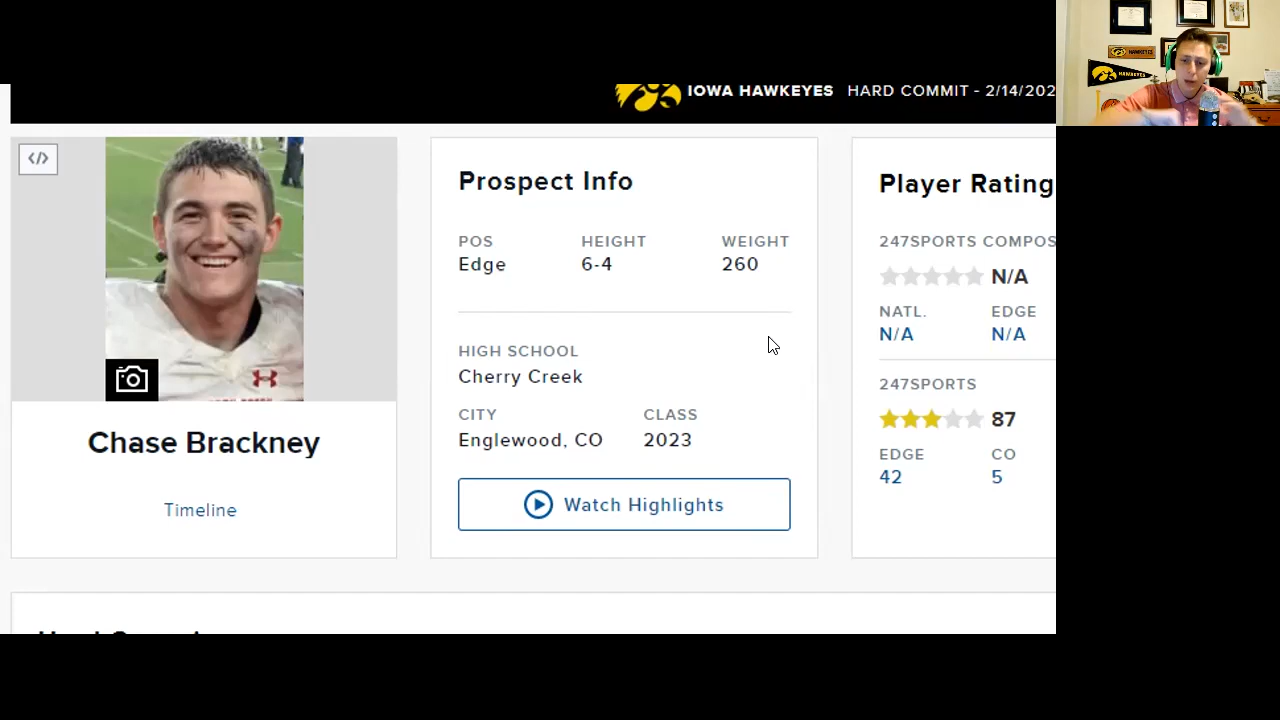 IOWA HAWKEYES HARD COMMIT - 2/14/202
</>
Chase Brackney
Timeline
Prospect Info
POS HEIGHT WEIGHT
Edge 6-4 260
HIGH SCHOOL
Cherry Creek
CITY CLASS
Englewood, CO 2023
Watch Highlights
Player Rating
247SPORTS COMPOS
N/A
NATL. EDGE
N/A N/A
247SPORTS
87
EDGE CO
42 5
HAWKEYES
HAWKEYES